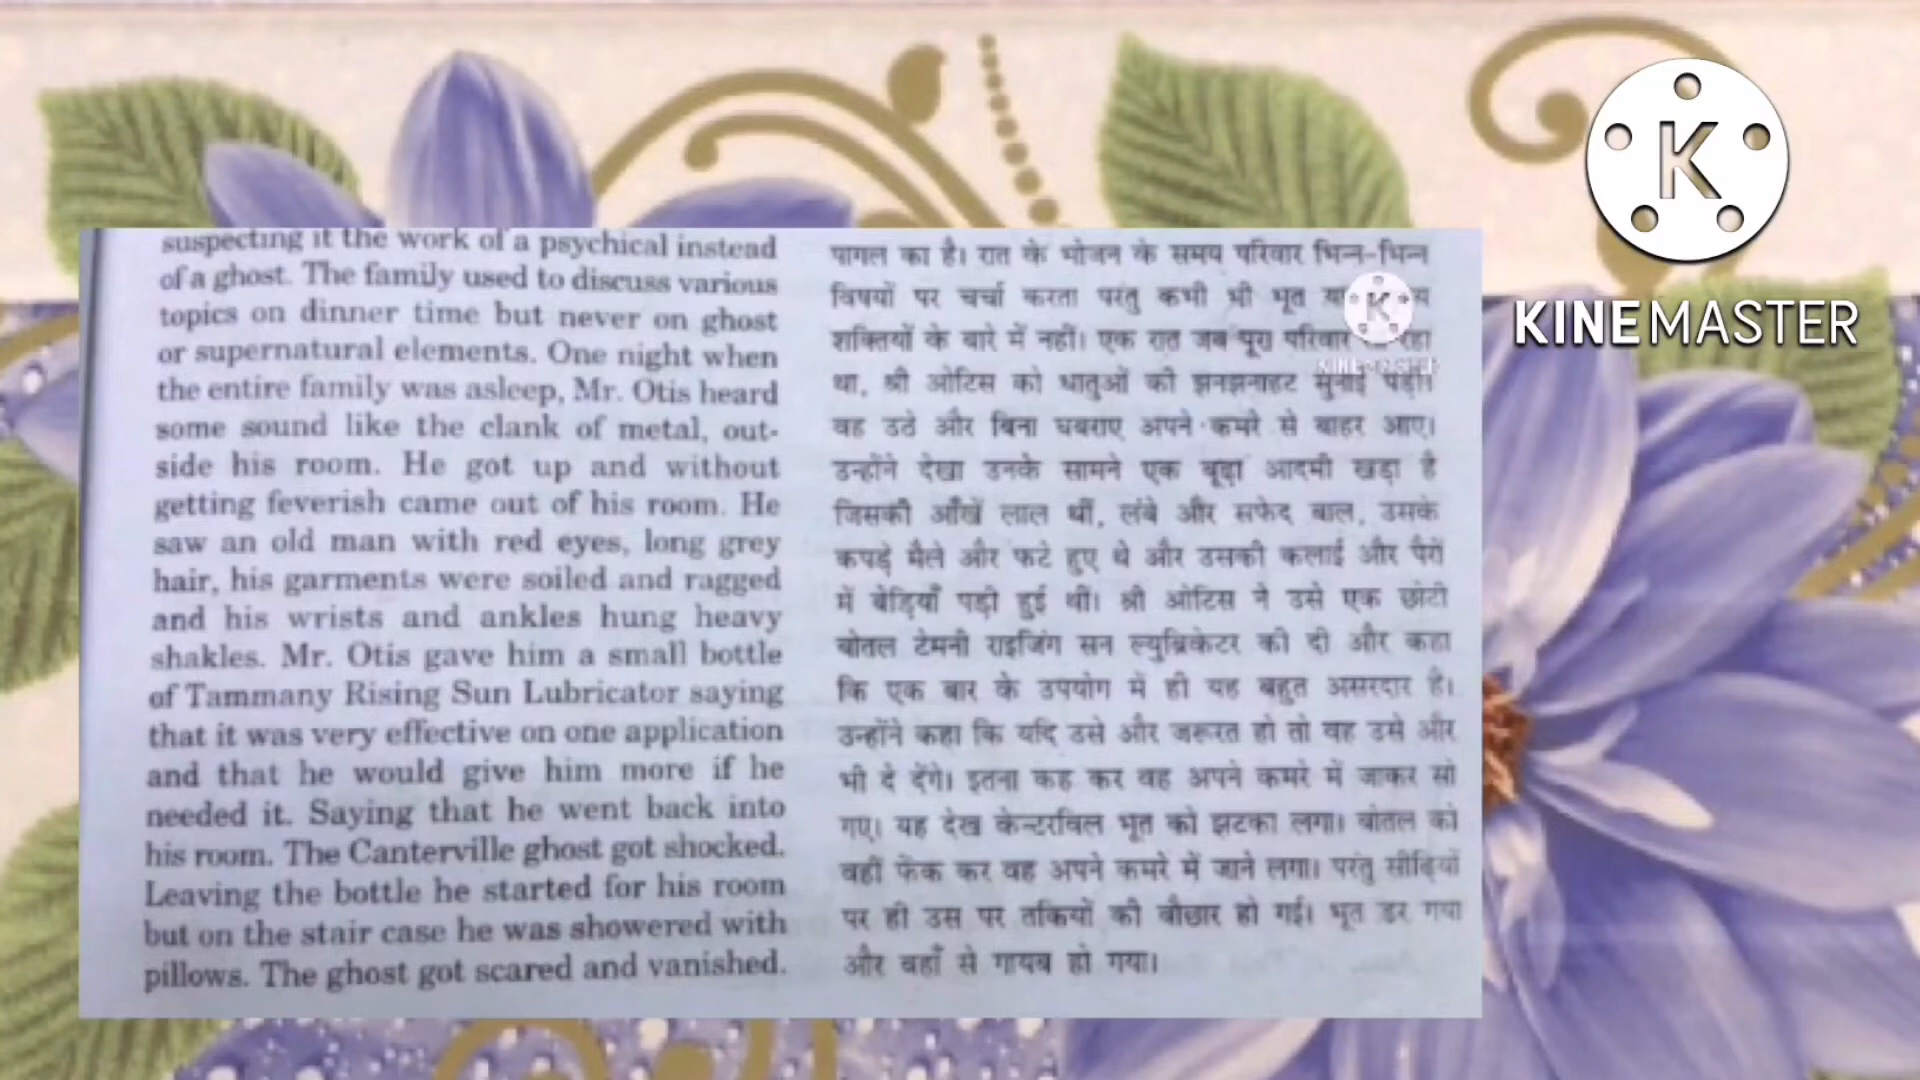 suspecting it the work of a psychical instead
of a ghost. The family used to discuss various
topics on dinner time but never on ghost
or supernatural elements. One night when
the entire family was asleep, Mr. Otis heard
some sound like the clank of metal, out-
side his room. He got up and without
getting feverish came out of his room. He
saw an old man with red eyes, long grey
hair, his garments were soiled and ragged
and his wrists and ankles hung heavy
shakles. Mr. Otis gave him a small bottle
of Tammany Rising Sun Lubricator saying
that it was very effective on one application
and that he would give him more if he
needed it. Saying that he went back into
his room. The Canterville ghost got shocked.
Leaving the bottle he started for his room
but on the stair case he was showered with
pillows. The ghost got scared and vanished.
पागल का है। रात के भोजन के समय परिवार भिन्न-भिन्न
विषयों पर चर्चा करता परंतु कभी भी भूत
शक्तियों के बारे में नहीं। एक रात जब पूरा परिवार रहा
था, श्री ओटिस को धातुओं की झनझनाहट सुनाई पड़ी।
वह उठे और बिना घबराए अपने कमरे से बाहर आए।
उन्होंने देखा उनके सामने एक बूढ़ा आदमी खड़ा है
जिसकी आँखें लाल थीं, लंबे और सफेद बाल, उसके
कपड़े मैले और फटे हुए थे और उसकी कलाई और पैरों
में बेड़ियाँ पड़ी हुई थीं। श्री ओटिस ने उसे एक छोटी
बोतल टेमनी राइजिंग सन ल्युब्रिकेटर की दी और कहा
कि एक बार के उपयोग में ही यह बहुत असरदार है।
उन्होंने कहा कि यदि उसे और जरूरत हो तो वह उसे और
भी दे देंगे। इतना कह कर वह अपने कमरे में जाकर सो
गए। यह देख केन्टरविल भूत को झटका लगा। बोतल को
वहीं फेंक कर वह अपने कमरे में जाने लगा। परंतु सीढ़ियों
पर ही उस पर तकियों की बौछार हो गई। भूत डर गया
और वहाँ से गायब हो गया।
K
KINEMASTER
K
KINEMASTER